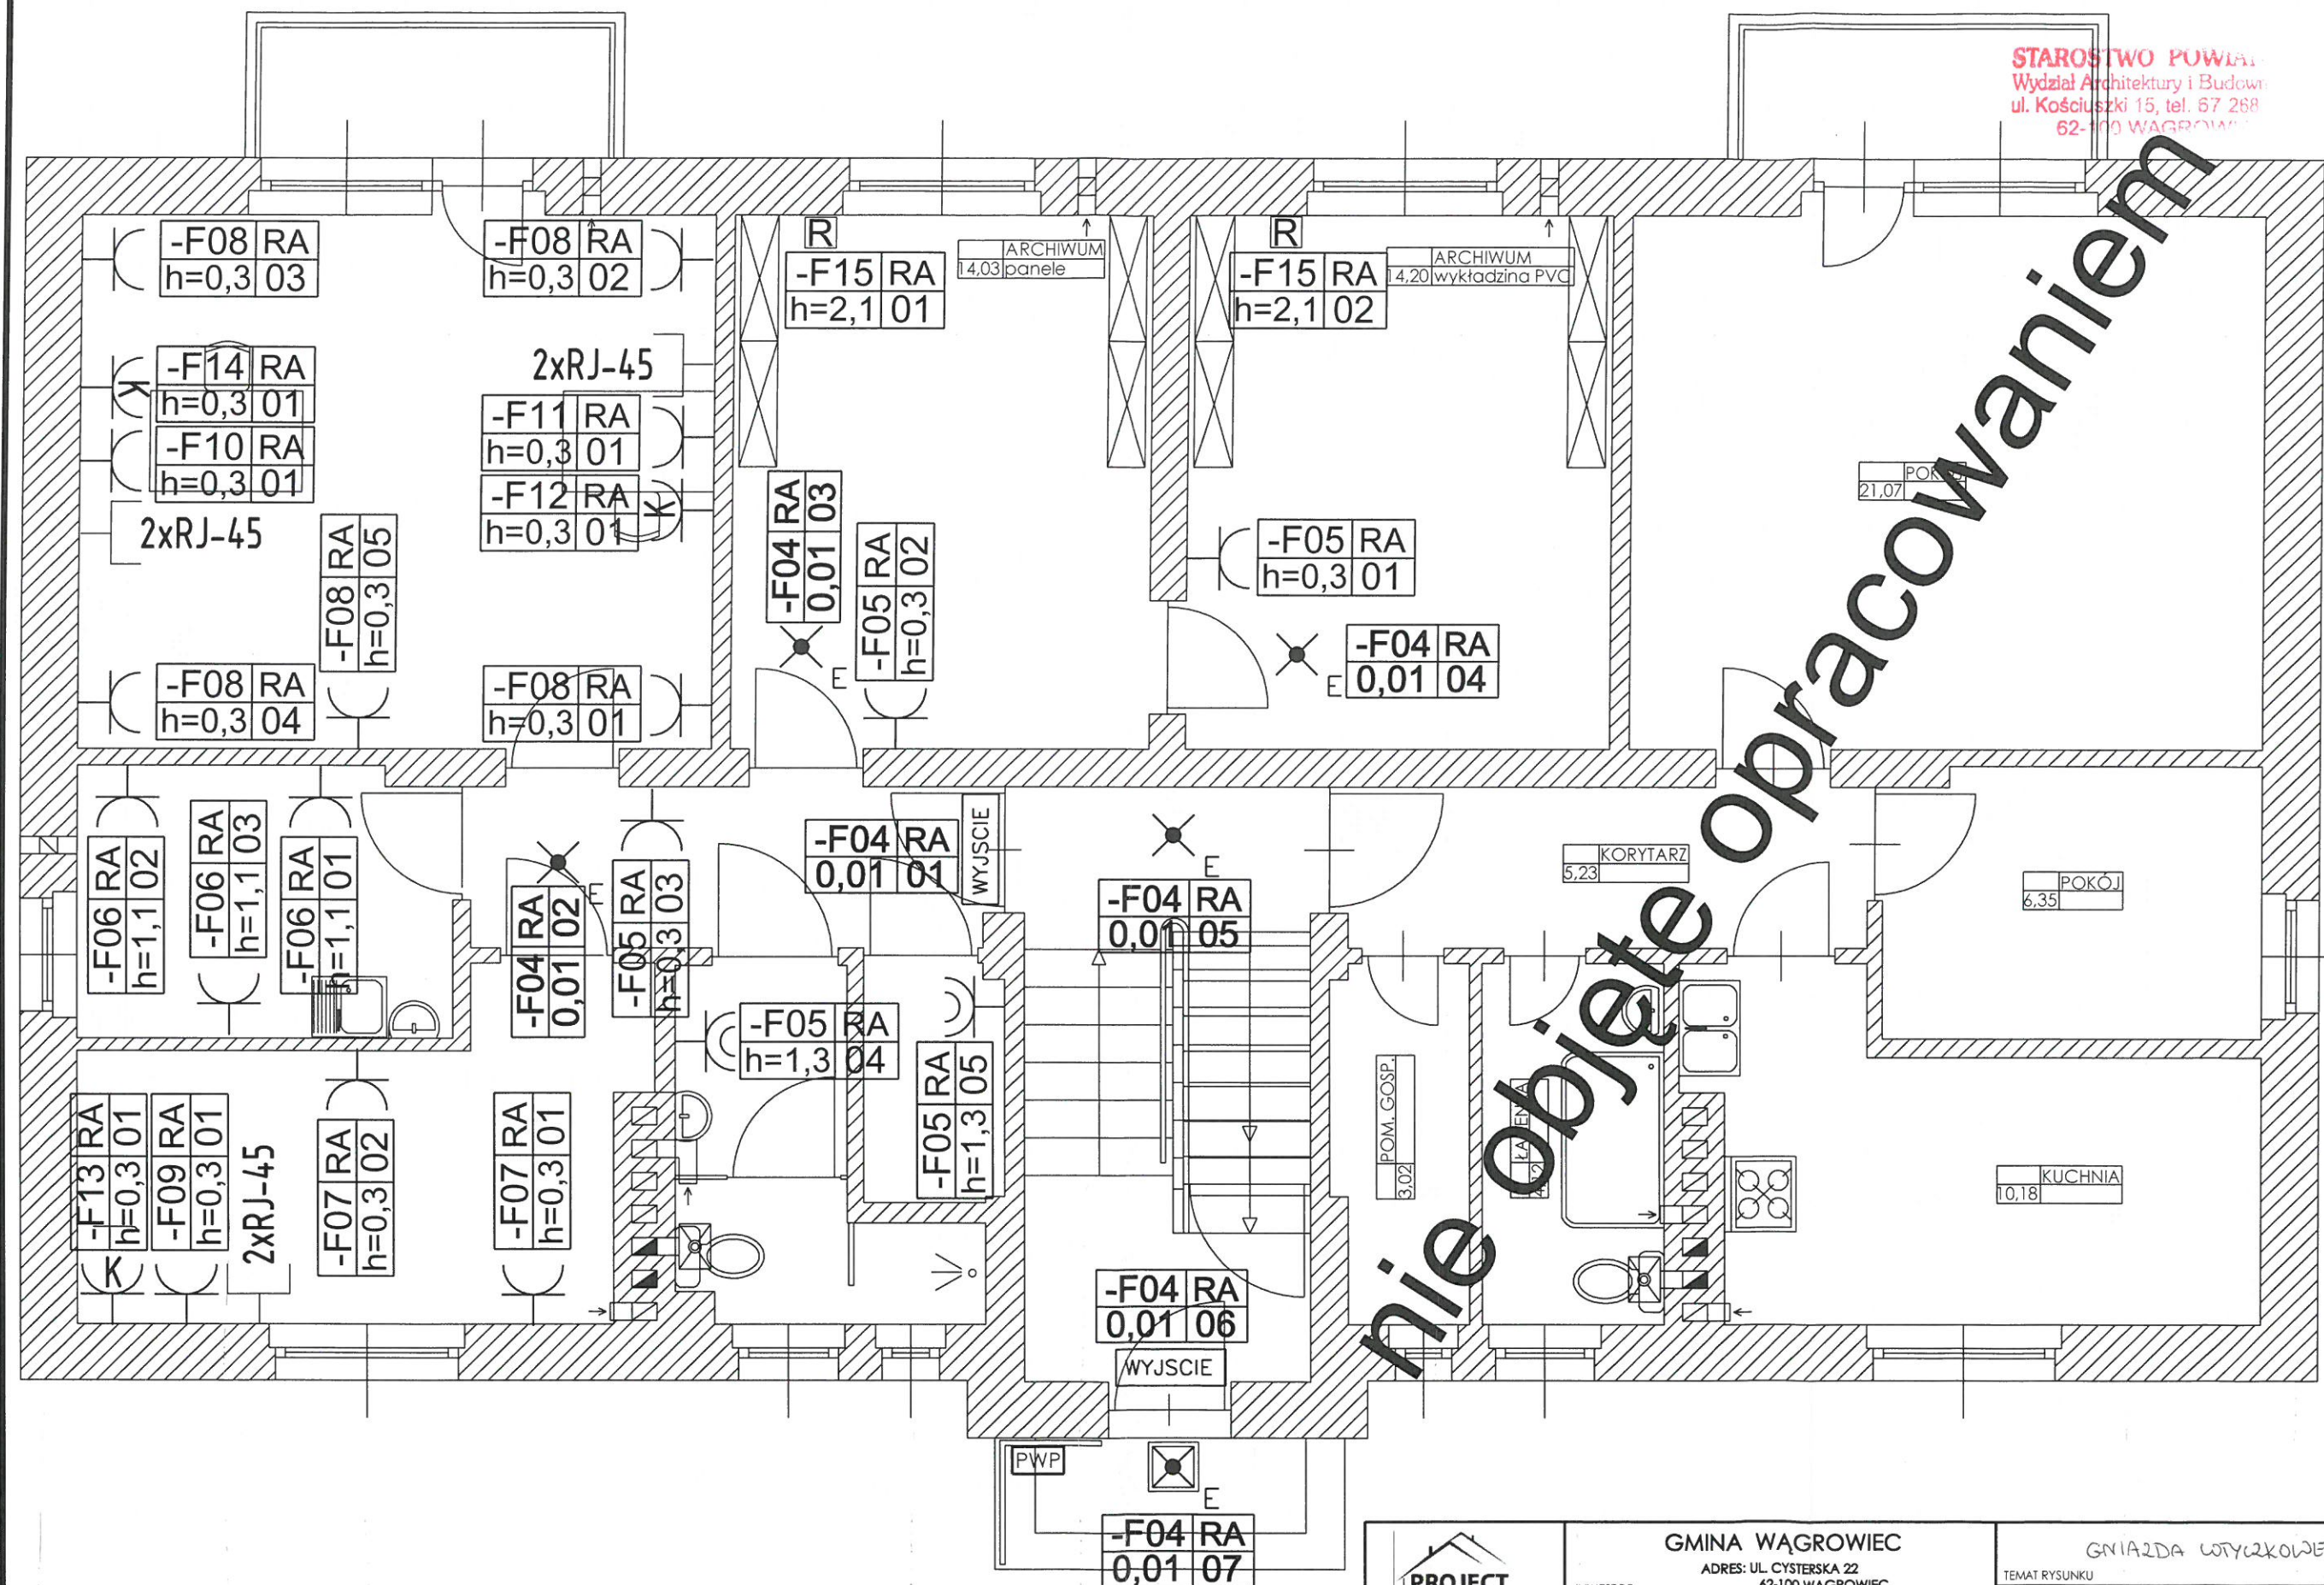 STAROSTWO
Wydział Architektury i
ul. Kościuszki 15, tel. 67 268
62-100
-F08 RA
h=0,3 03
-F08 RA
h=0,3 02
R
-F15 RA
h=2,1 01
ARCHIWUM
14,03 panele
R
-F15 RA
h=2,1 02
ARCHIWUM
14,20 wykładzina PVC
K
-F14 RA
h=0,3 01
-F10 RA
h=0,3 01
2xRJ-45
2xRJ-45
-F11 RA
h=0,3 01
-F12 RA
h=0,3 01
K
-F08 RA
h=0,3 05
-F04 RA
0,01 03
E
-F05 RA
h=0,3 02
-F05 RA
h=0,3 01
-F04 RA
0,01 04
E
21,07
-F08 RA
h=0,3 04
-F08 RA
h=0,3 01
nie objęte opracowaniem
-F06 RA
h=1,1 02
-F06 RA
h=1,1 03
-F06 RA
h=1,1 01
-F04 RA
0,01 02
E
-F05 RA
h=0,3 03
-F04 RA
0,01 01
WYJSCIE
E
-F04 RA
0,01 05
KORYTARZ
5,23
POKÓJ
6,35
-F05 RA
h=1,3 04
-F05 RA
h=1,3 05
POM. GOSP.
3,02
KUCHNIA
10,18
-F13 RA
h=0,3 01
K
-F09 RA
h=0,3 01
2xRJ-45
-F07 RA
h=0,3 02
-F07 RA
h=0,3 01
-F04 RA
0,01 06
WYJSCIE
PWP
E
-F04 RA
0,01 07
PROJECT
GMINA WĄGROWIEC
ADRES: UL. CYSTERSKA 22
62-100 WĄGROWIEC
GNIAZDA WTYCZKOWE
TEMAT RYSUNKU